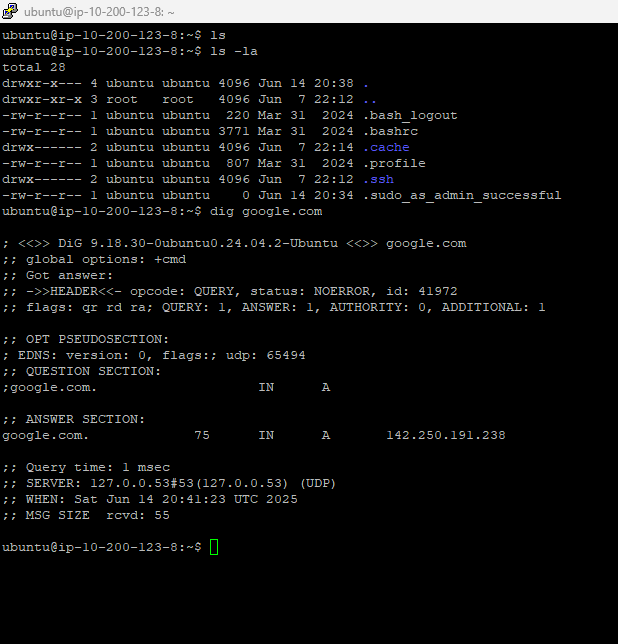 ubuntu@ip-10-200-123-8: ~
ubuntu@ip-10-200-123-8:~$ ls
ubuntu@ip-10-200-123-8:~$ ls -la
total 28
drwxr-x--- 4 ubuntu ubuntu 4096 Jun 14 20:38 .
drwxr-xr-x 3 root   root   4096 Jun  7 22:12 ..
-rw-r--r-- 1 ubuntu ubuntu  220 Mar 31  2024 .bash_logout
-rw-r--r-- 1 ubuntu ubuntu 3771 Mar 31  2024 .bashrc
drwx------ 2 ubuntu ubuntu 4096 Jun  7 22:14 .cache
-rw-r--r-- 1 ubuntu ubuntu  807 Mar 31  2024 .profile
drwx------ 2 ubuntu ubuntu 4096 Jun  7 22:12 .ssh
-rw-r--r-- 1 ubuntu ubuntu    0 Jun 14 20:34 .sudo_as_admin_successful
ubuntu@ip-10-200-123-8:~$ dig google.com

; <<>> DiG 9.18.30-0ubuntu0.24.04.2-Ubuntu <<>> google.com
;; global options: +cmd
;; Got answer:
;; ->>HEADER<<- opcode: QUERY, status: NOERROR, id: 41972
;; flags: qr rd ra; QUERY: 1, ANSWER: 1, AUTHORITY: 0, ADDITIONAL: 1

;; OPT PSEUDOSECTION:
; EDNS: version: 0, flags:; udp: 65494
;; QUESTION SECTION:
;google.com.                    IN      A

;; ANSWER SECTION:
google.com.             75      IN      A       142.250.191.238

;; Query time: 1 msec
;; SERVER: 127.0.0.53#53(127.0.0.53) (UDP)
;; WHEN: Sat Jun 14 20:41:23 UTC 2025
;; MSG SIZE  rcvd: 55

ubuntu@ip-10-200-123-8:~$